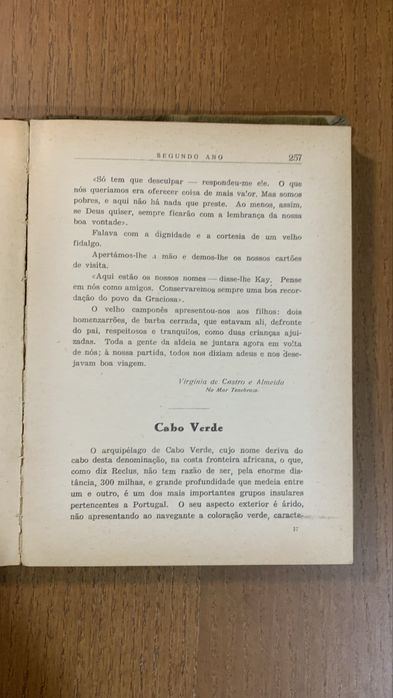 SEGUNDO ANO 257
«Só tem que desculpar — respondeu-me ele. O que
nós queríamos era oferecer coisa de mais valor. Mas somos
pobres, e aqui não há nada que preste. Ao menos, assim,
se Deus quiser, sempre ficarão com a lembrança da nossa
boa vontade».
Falava com a dignidade e a cortesia de um velho
fidalgo.
Apertámos-lhe a mão e demos-lhe os nossos cartões
de visita.
«Aqui estão os nossos nomes — disse-lhe Kay. Pense
em nós como amigos. Conservaremos sempre uma boa recor-
dação do povo da Graciosa».
O velho camponês apresentou-nos aos filhos: dois
homenzarrões, de barba cerrada, que estavam ali, defronte
do pai, respeitosos e tranquilos, como duas crianças ajui-
zadas. Toda a gente da aldeia se juntara agora em volta
de nós; à nossa partida, todos nos diziam adeus e nos dese-
javam boa viagem.
Virgínia de Castro e Almeida
No Mar Tenebroso
Cabo Verde
O arquipélago de Cabo Verde, cujo nome deriva do
cabo desta denominação, na costa fronteira africana, o que,
como diz Reclus, não tem razão de ser, pela enorme dis-
tância, 300 milhas, e grande profundidade que medeia entre
um e outro, é um dos mais importantes grupos insulares
pertencentes a Portugal. O seu aspecto exterior é árido,
não apresentando ao navegante a coloração verde, caracte-
17